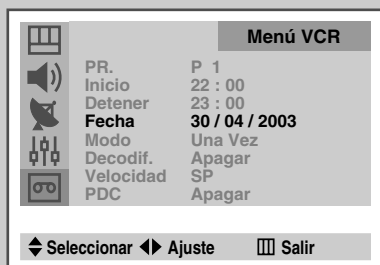 Menú VCR
PR. P 1
Inicio 22 : 00
Detener 23 : 00
Fecha 30 / 04 / 2003
Modo Una Vez
Decodif. Apagar
Velocidad SP
PDC Apagar
Seleccionar Ajuste Salir